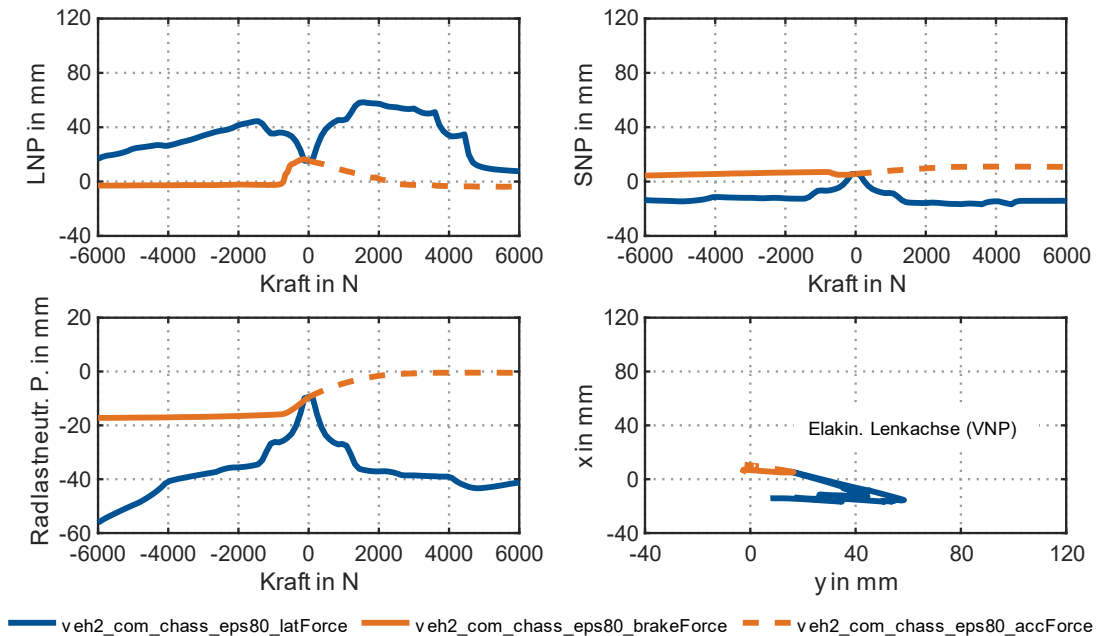 120
80
40
0
-40
LNP in mm
-6000 -4000 -2000 0 2000 4000 6000
Kraft in N
120
80
40
0
-40
SNP in mm
-6000 -4000 -2000 0 2000 4000 6000
Kraft in N
20
0
-20
-40
-60
Radlastneutr. P. in mm
-6000 -4000 -2000 0 2000 4000 6000
Kraft in N
120
80
40
0
-40
x in mm
Elakin. Lenkachse (VNP)
-40 0 40 80 120
y in mm
veh2_com_chass_eps80_latForce veh2_com_chass_eps80_brakeForce veh2_com_chass_eps80_accForce